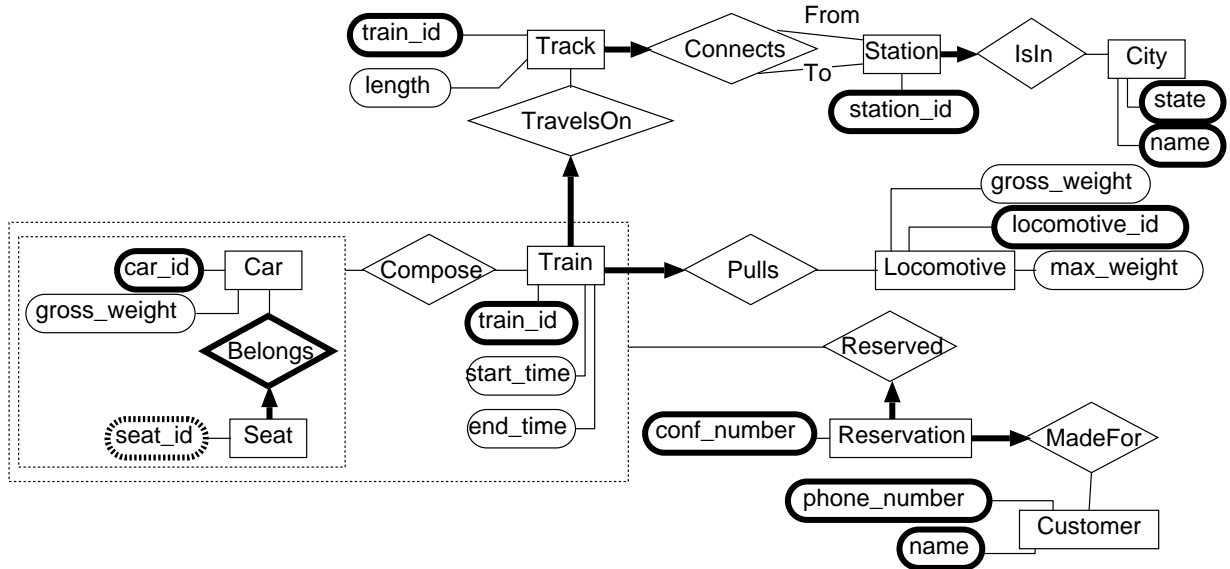 From
train_id
Track
Connects
Station
IsIn
City
To
length
state
station_id
TravelsOn
name
gross_weight
locomotive_id
car_id
Car
Compose
Train
Pulls
Locomotive
max_weight
gross_weight
train_id
Belongs
Reserved
start_time
seat_id
Seat
end_time
conf_number
Reservation
MadeFor
phone_number
Customer
name